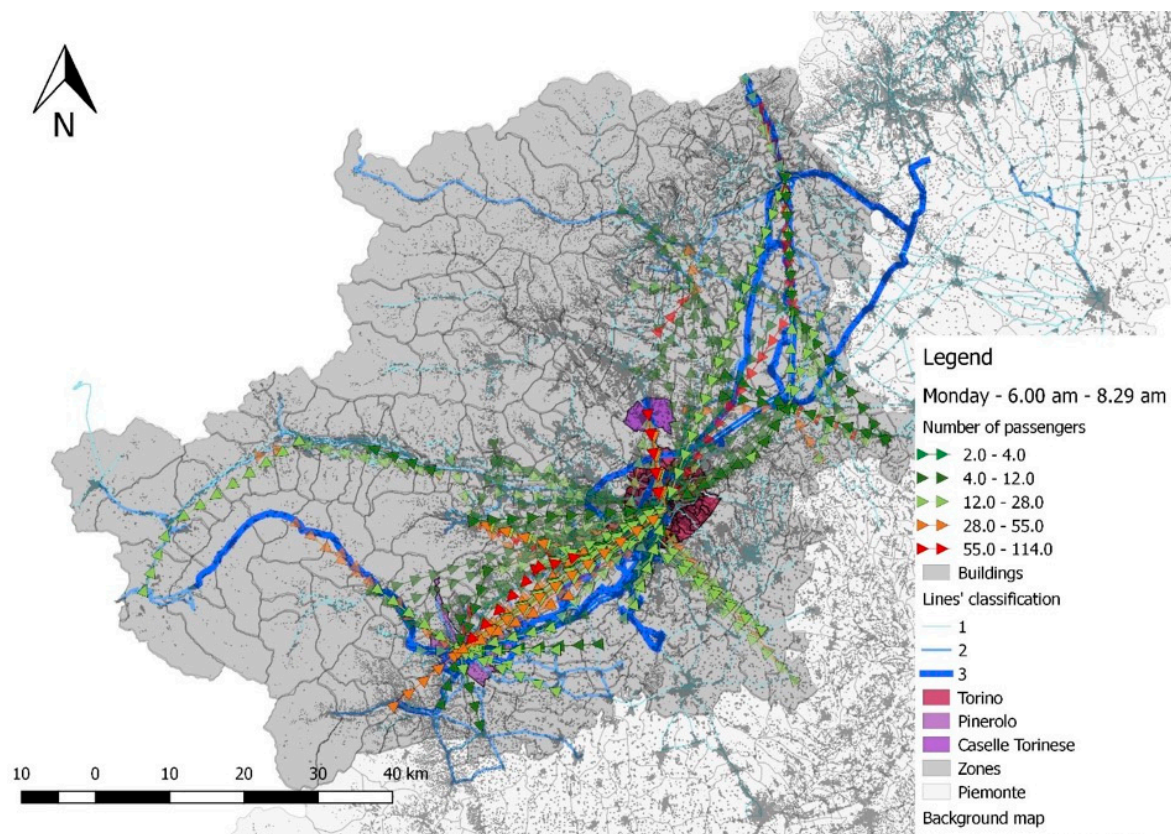 N
Legend
Monday - 6.00 am - 8.29 am
Number of passengers
2.0 - 4.0
4.0 - 12.0
12.0 - 28.0
28.0 - 55.0
55.0 - 114.0
Buildings
Lines' classification
1
2
3
Torino
Pinerolo
Caselle Torinese
Zones
Piemonte
Background map
10 0 10 20 30 40 km